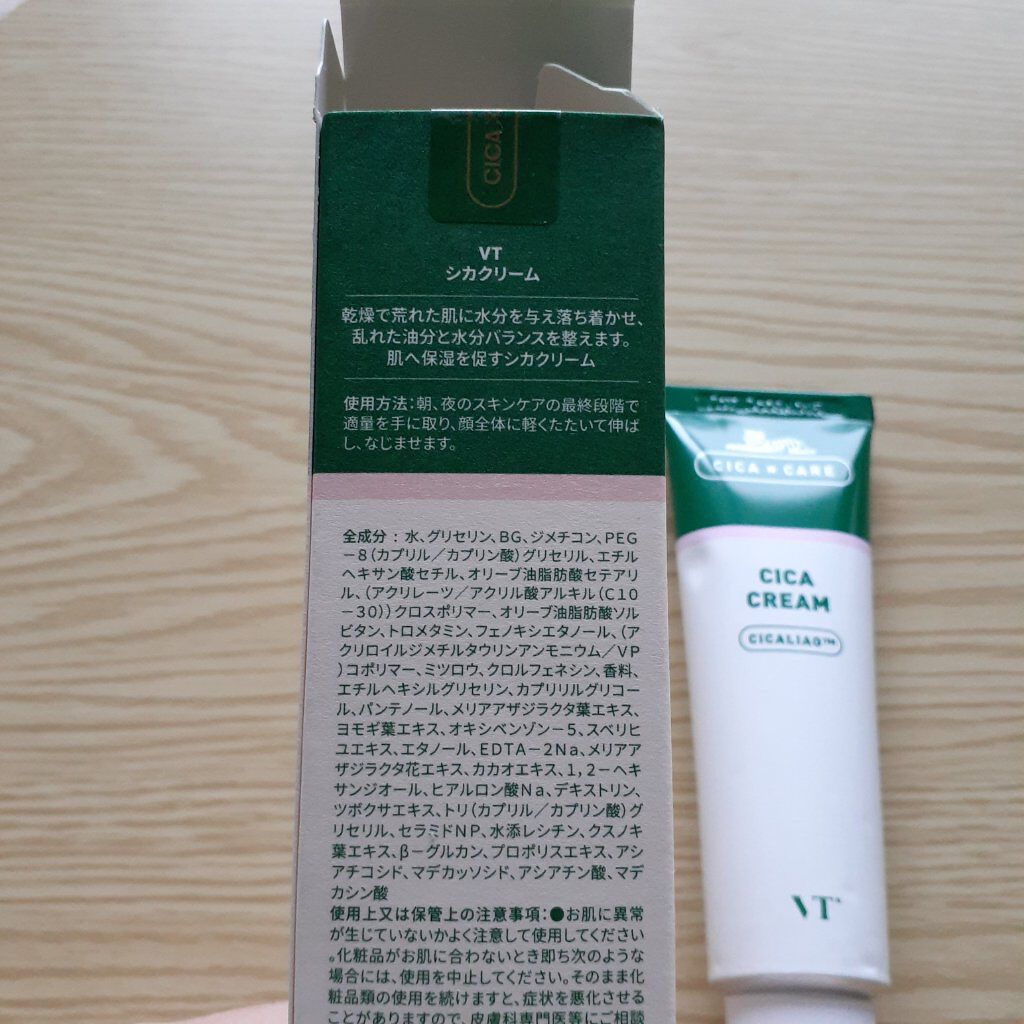 CICA
VT
シカクリーム
乾燥で荒れた肌に水分を与え落ち着かせ、
乱れた油分と水分バランスを整えます。
肌へ保湿を促すシカクリーム
使用方法：朝、夜のスキンケアの最終段階で
適量を手に取り、顔全体に軽くたたいて伸ば
し、なじませます。
全成分：水、グリセリン、BG、ジメチコン、PEG
－8（カプリル／カプリン酸）グリセリル、エチル
ヘキサン酸セチル、オリーブ油脂肪酸セテアリ
ル、（アクリレーツ／アクリル酸アルキル（C10
－30））クロスポリマー、オリーブ油脂肪酸ソル
ビタン、トロメタミン、フェノキシエタノール、（ア
クリロイルジメチルタウリンアンモニウム／VP
）コポリマー、ミツロウ、クロルフェネシン、香料、
エチルヘキシルグリセリン、カプリリルグリコー
ル、パンテノール、メリアアザジラクタ葉エキス、
ヨモギ葉エキス、オキシベンゾン－5、スベリヒ
ユエキス、エタノール、EDTA－2Na、メリアア
ザジラクタ花エキス、カカオエキス、1，2－ヘキ
サンジオール、ヒアルロン酸Na、デキストリン、
ツボクサエキス、トリ（カプリル／カプリン酸）グ
リセリル、セラミドNP、水添レシチン、クスノキ
葉エキス、β－グルカン、プロポリスエキス、アシ
アチコシド、マデカッソシド、アシアチン酸、マデ
カシン酸
使用上又は保管上の注意事項：●お肌に異常
が生じていないかよく注意して使用してください
。化粧品がお肌に合わないとき即ち次のような
場合には、使用を中止してください。そのまま化
粧品類の使用を続けますと、症状を悪化させる
ことがありますので、皮膚科専門医等にご相談
CICA CARE
CICA
CREAM
CICALIAG™
VT